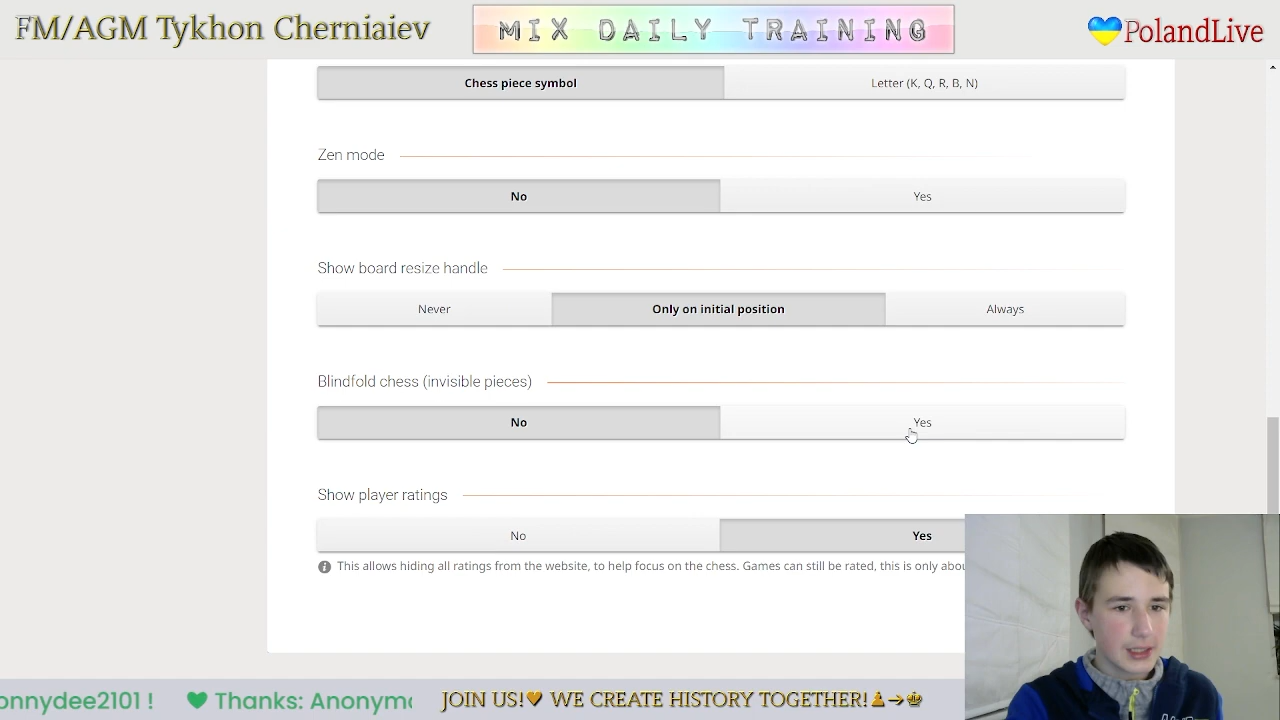 FM/AGM Tykhon Cherniaiev
MIX DAILY TRAINING
PolandLive
Chess piece symbol
Letter (K, Q, R, B, N)
Zen mode
No
Yes
Show board resize handle
Never
Only on initial position
Always
Blindfold chess (invisible pieces)
No
Yes
Show player ratings
No
Yes
This allows hiding all ratings from the website, to help focus on the chess. Games can still be rated, this is only abou
onnydee2101 !
Thanks: Anonym
JOIN US!🧡 WE CREATE HISTORY TOGETHER!♟→♚